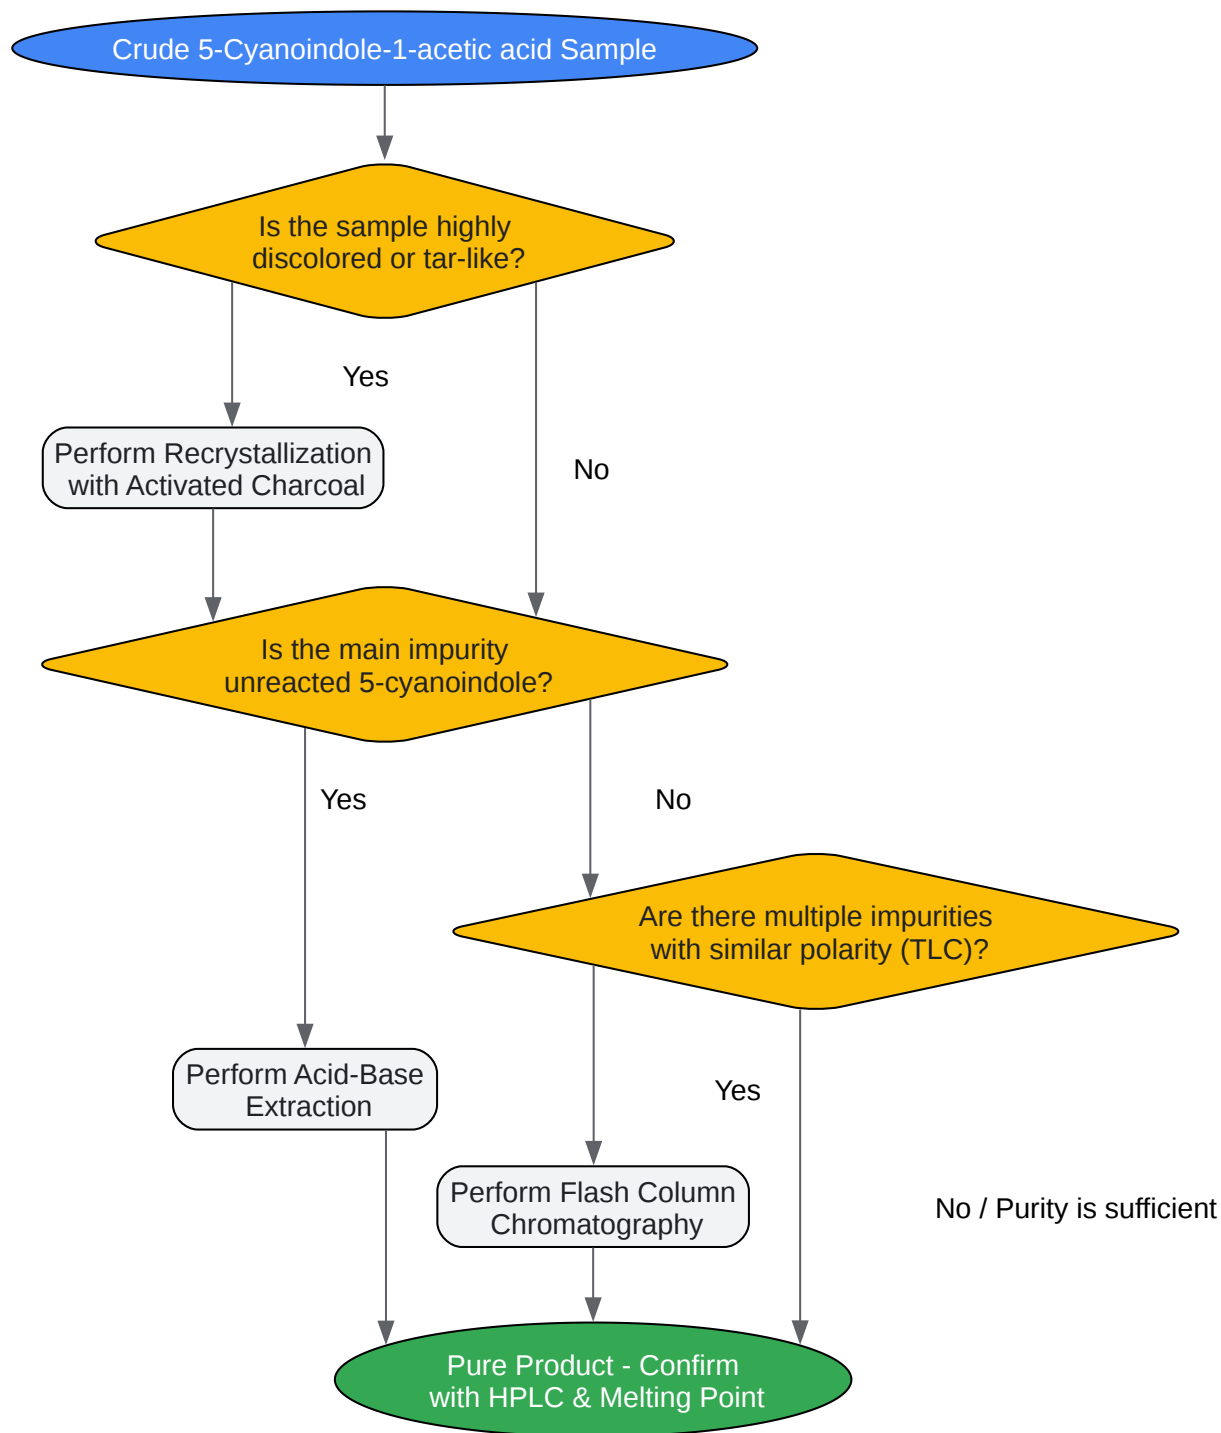 Crude 5-Cyanoindole-1-acetic acid Sample
Is the sample highly
discolored or tar-like?
Yes
Perform Recrystallization
with Activated Charcoal
No
Is the main impurity
unreacted 5-cyanoindole?
Yes
No
Are there multiple impurities
with similar polarity (TLC)?
Perform Acid-Base
Extraction
Yes
Perform Flash Column
Chromatography
No / Purity is sufficient
Pure Product - Confirm
with HPLC & Melting Point